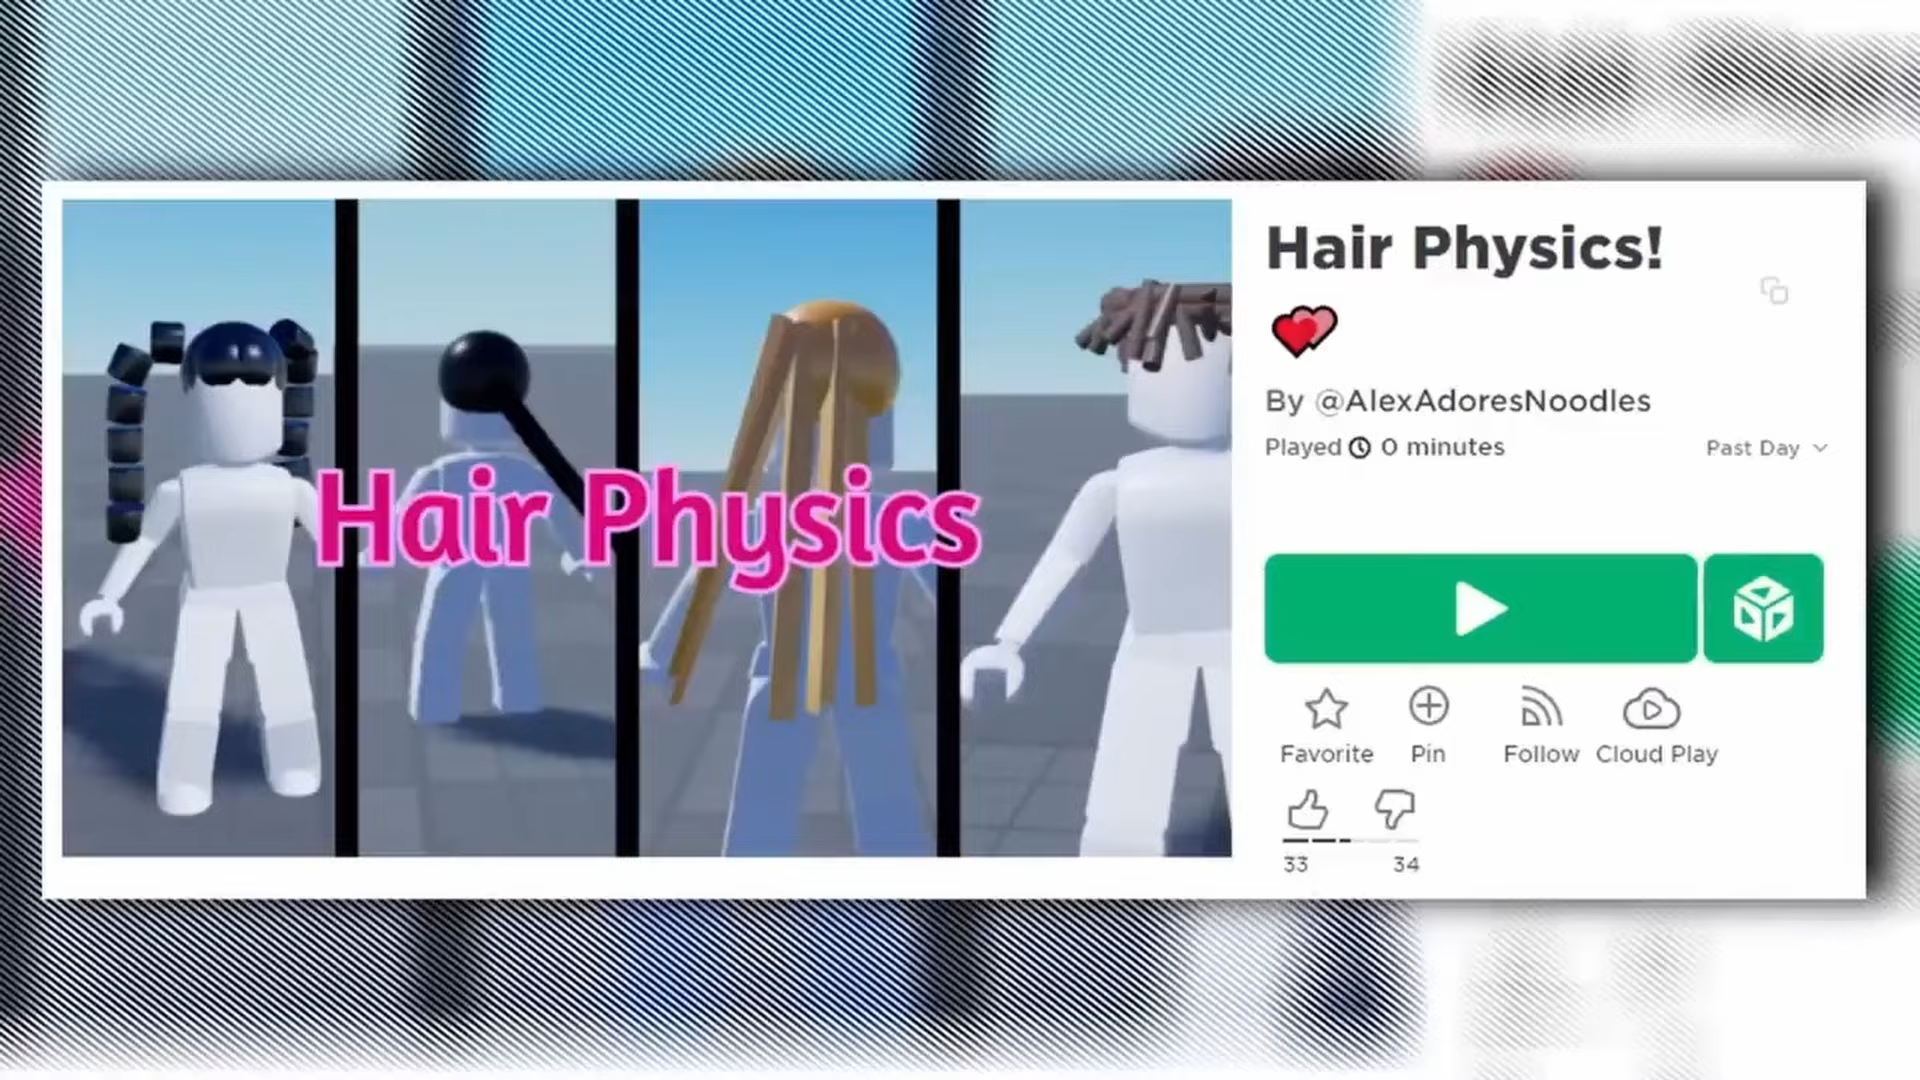 Hair Physics
Hair Physics!
By @AlexAdoresNoodles
Played 0 minutes
Past Day
Favorite
Pin
Follow
Cloud Play
33
34